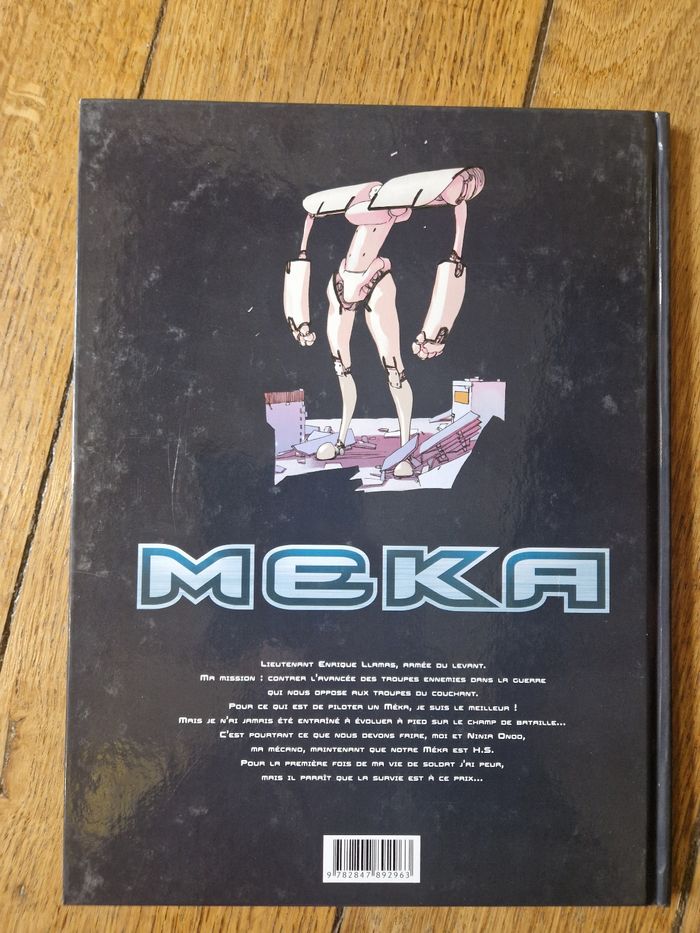 MEKA
Lieutenant Enrique Llamas, armée du levant.
Ma mission : contrer l'avancée des troupes ennemies dans la guerre
qui nous oppose aux troupes du couchant.
Pour ce qui est de piloter un Méka, je suis le meilleur !
Mais je n'ai jamais été entraîné à évoluer à pied sur le champ de bataille...
C'est pourtant ce que nous devons faire, moi et Ninia Ondo,
ma mécano, maintenant que notre Méka est H.S.
Pour la première fois de ma vie de soldat j'ai peur,
mais il paraît que la survie est à ce prix...
9 782847 892963